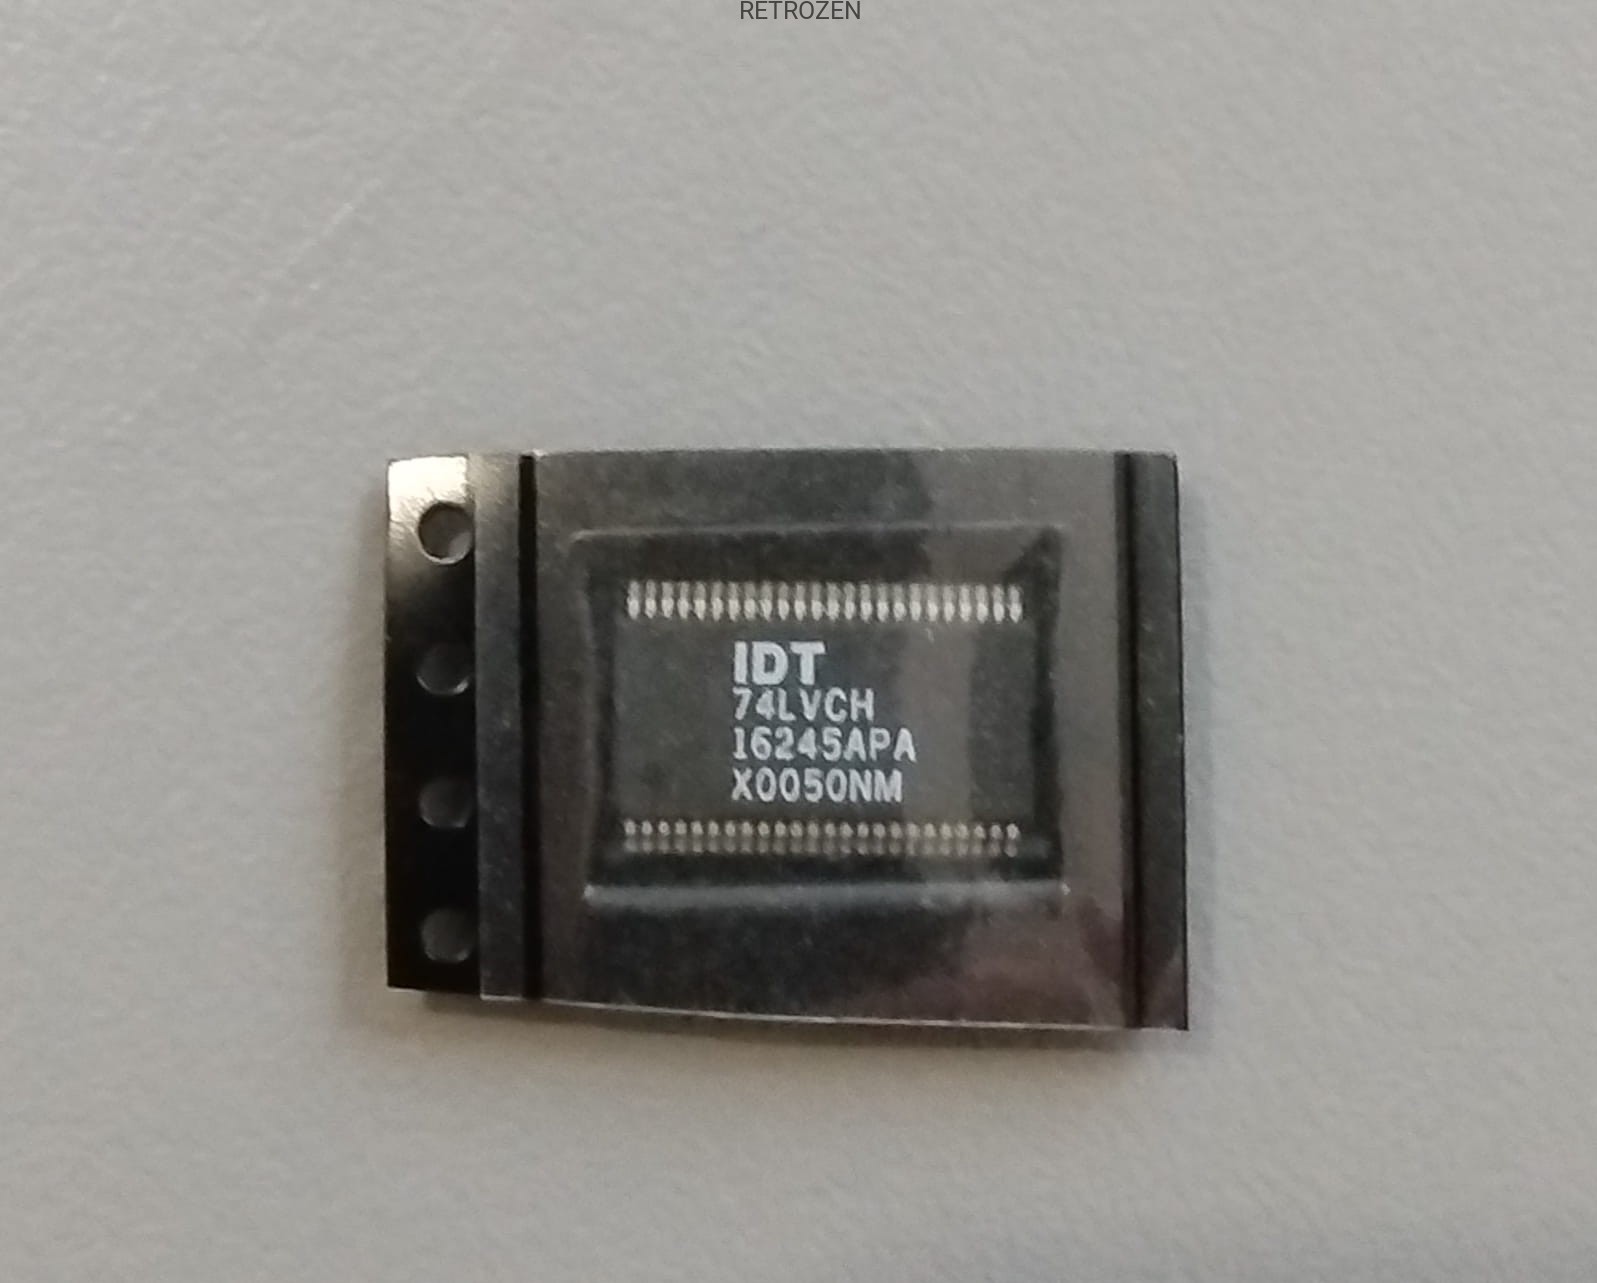 RETROZEN
IDT
74LVCH
16245APA
X0050NM